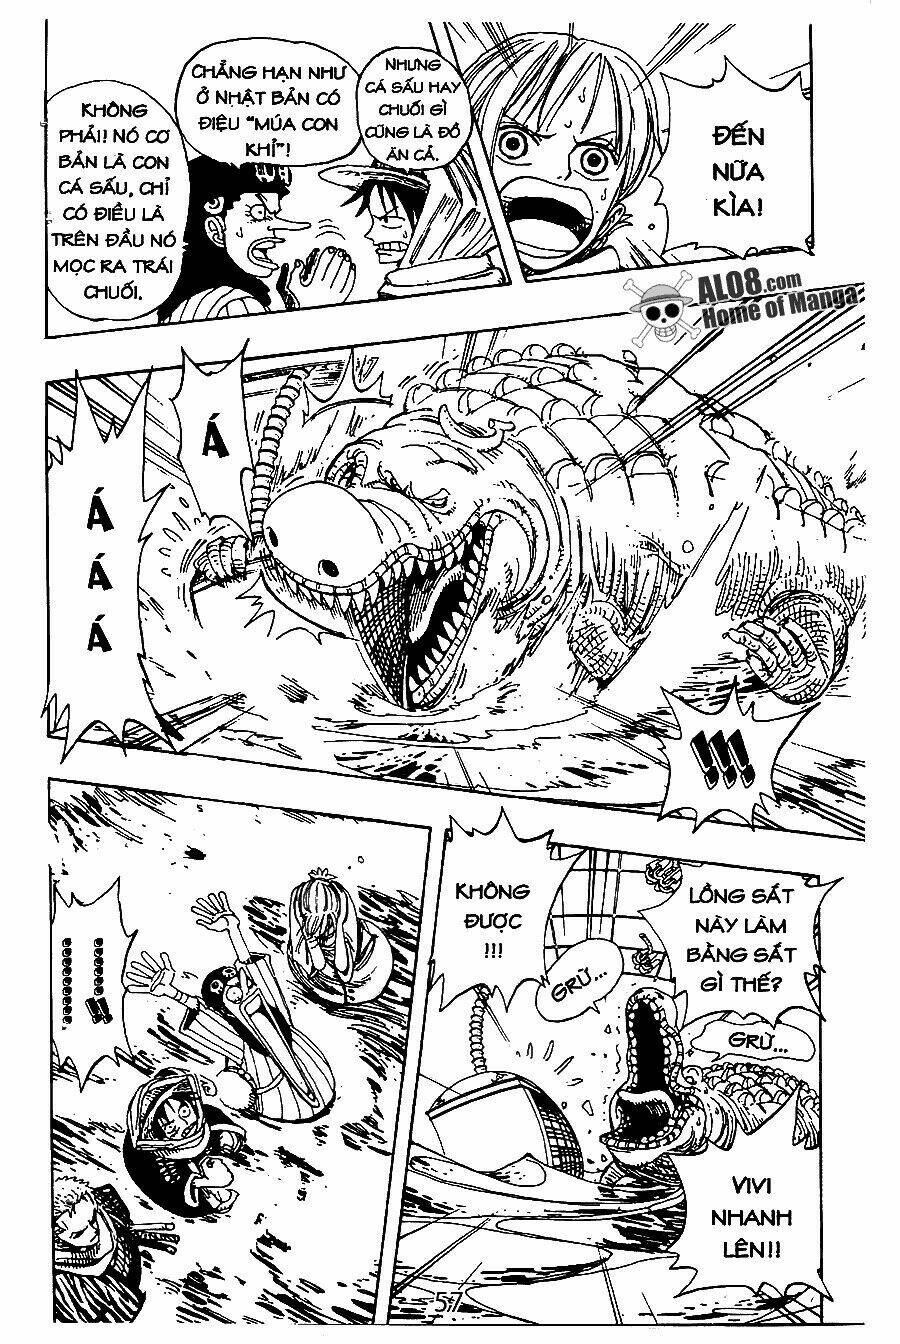 ĐẾN
NỮA
KÌA!
NHƯNG
CÁ SẤU HAY
CHUỐI GÌ
CŨNG LÀ ĐỒ
ĂN CẢ.
CHẲNG HẠN NHƯ
Ở NHẬT BẢN CÓ
ĐIỆU "MÚA CON
KHỈ"!
KHÔNG
PHẢI! NÓ CƠ
BẢN LÀ CON
CÁ SẤU, CHỈ
CÓ ĐIỀU LÀ
TRÊN ĐẦU NÓ
MỌC RA TRÁI
CHUỐI.
AL08.com
Home of Manga
Á
Á
Á
Á
!!!
LỒNG SẮT
NÀY LÀM
BẰNG SẮT
GÌ THẾ?
GRỪ...
GRỪ...
KHÔNG
ĐƯỢC
!!!
VIVI
NHANH
LÊN!!
57